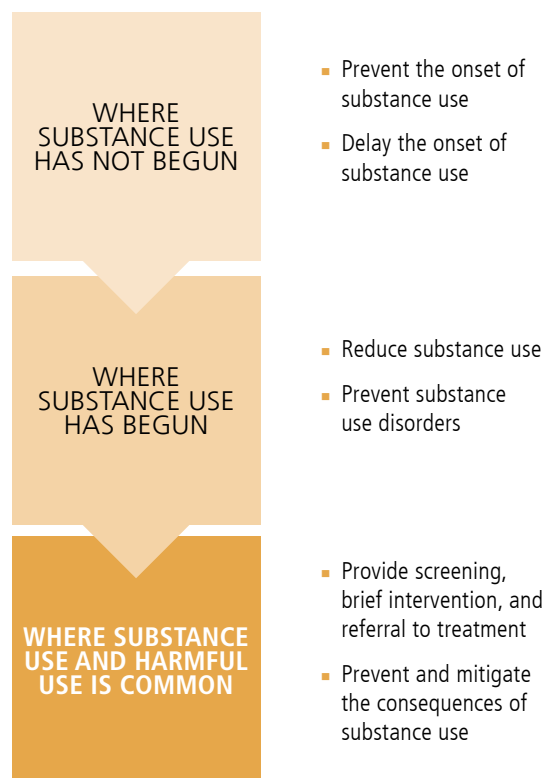 WHERE
SUBSTANCE USE
HAS NOT BEGUN
▪ Prevent the onset of
substance use
▪ Delay the onset of
substance use
WHERE
SUBSTANCE USE
HAS BEGUN
▪ Reduce substance use
▪ Prevent substance
use disorders
WHERE SUBSTANCE
USE AND HARMFUL
USE IS COMMON
▪ Provide screening,
brief intervention, and
referral to treatment
▪ Prevent and mitigate
the consequences of
substance use